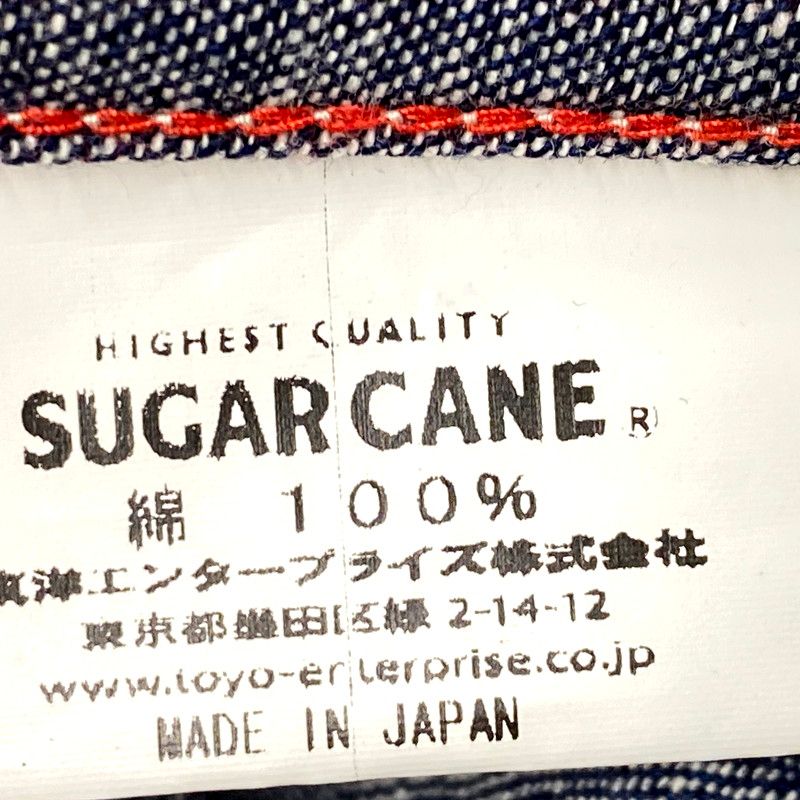 HIGHEST QUALITY
SUGAR CANE ®
綿 100%
東洋エンタープライズ株式会社
東京都墨田区緑 2-14-12
www.toyo-enterprise.co.jp
MADE IN JAPAN